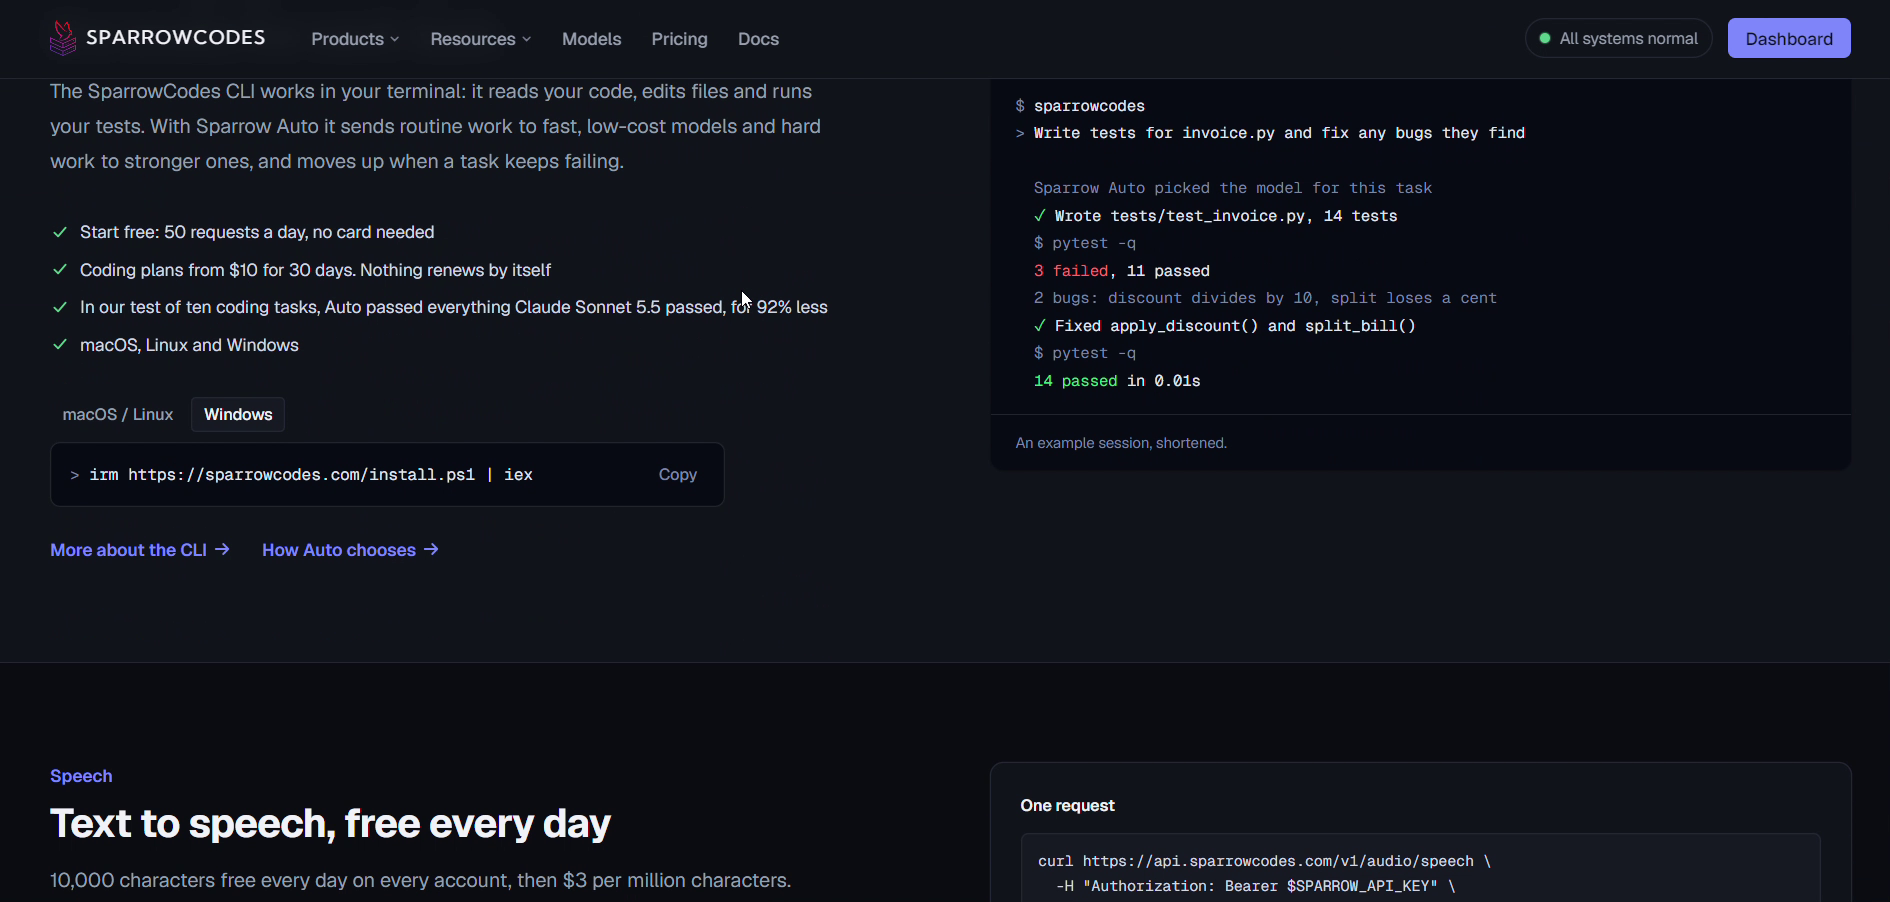 SPARROWCODES Products Resources Models Pricing Docs All systems normal Dashboard
The SparrowCodes CLI works in your terminal: it reads your code, edits files and runs
your tests. With Sparrow Auto it sends routine work to fast, low-cost models and hard
work to stronger ones, and moves up when a task keeps failing.
✓ Start free: 50 requests a day, no card needed
✓ Coding plans from $10 for 30 days. Nothing renews by itself
✓ In our test of ten coding tasks, Auto passed everything Claude Sonnet 5.5 passed, for 92% less
✓ macOS, Linux and Windows
macOS / Linux Windows
> irm https://sparrowcodes.com/install.ps1 | iex Copy
More about the CLI → How Auto chooses →
$ sparrowcodes
> Write tests for invoice.py and fix any bugs they find
Sparrow Auto picked the model for this task
✓ Wrote tests/test_invoice.py, 14 tests
$ pytest -q
3 failed, 11 passed
2 bugs: discount divides by 10, split loses a cent
✓ Fixed apply_discount() and split_bill()
$ pytest -q
14 passed in 0.01s
An example session, shortened.
Speech
Text to speech, free every day
10,000 characters free every day on every account, then $3 per million characters.
One request
curl https://api.sparrowcodes.com/v1/audio/speech \
-H "Authorization: Bearer $SPARROW_API_KEY" \